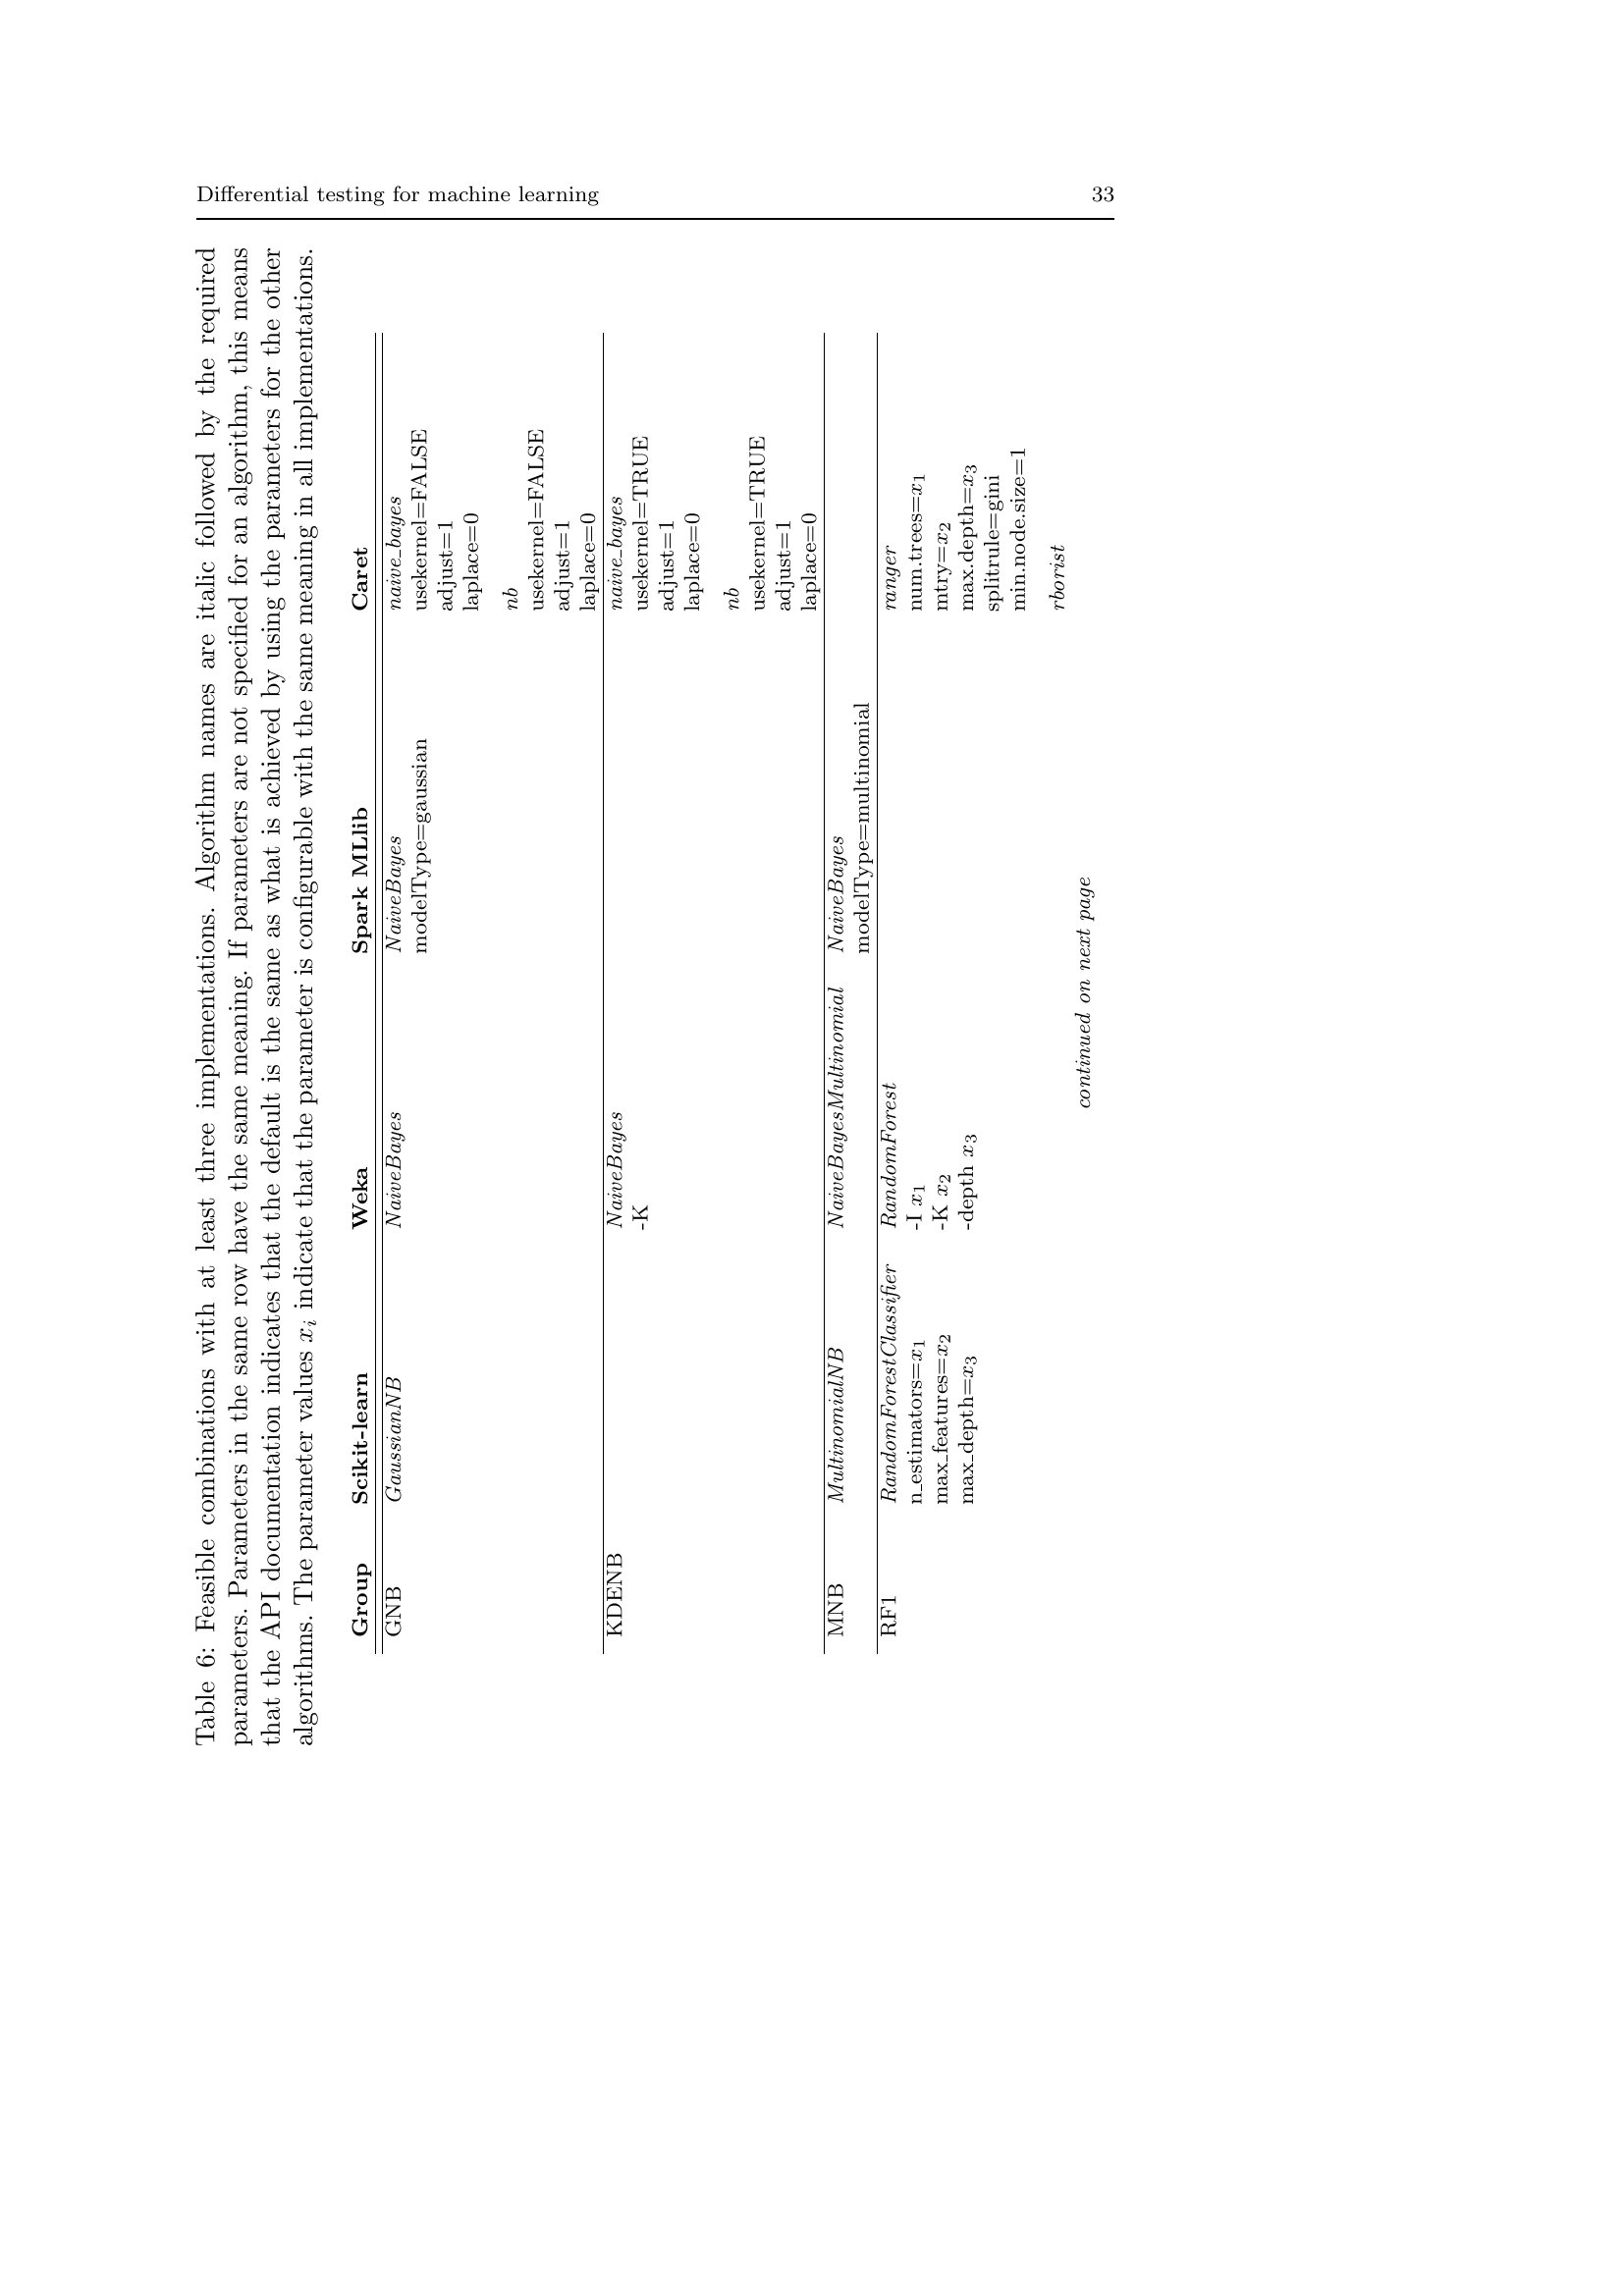 Differential testing for machine learning 33
Table 6: Feasible combinations with at least three implementations. Algorithm names are italic followed by the required
parameters. Parameters in the same row have the same meaning. If parameters are not specified for an algorithm, this means
that the API documentation indicates that the default is the same as what is achieved by using the parameters for the other
algorithms. The parameter values x_i indicate that the parameter is configurable with the same meaning in all implementations.
Group Scikit-learn Weka Spark MLlib Caret
GNB GaussianNB NaiveBayes NaiveBayes naive_bayes
modelType=gaussian usekernel=FALSE
adjust=1
laplace=0
nb
usekernel=FALSE
adjust=1
laplace=0
KDENB NaiveBayes naive_bayes
-K usekernel=TRUE
adjust=1
laplace=0
nb
usekernel=TRUE
adjust=1
laplace=0
MNB MultinomialNB NaiveBayesMultinomial NaiveBayes
modelType=multinomial
RF1 RandomForestClassifier RandomForest ranger
n_estimators=x_1 -I x_1 num.trees=x_1
max_features=x_2 -K x_2 mtry=x_2
max_depth=x_3 -depth x_3 max.depth=x_3
splitrule=gini
min.node.size=1
rborist
continued on next page